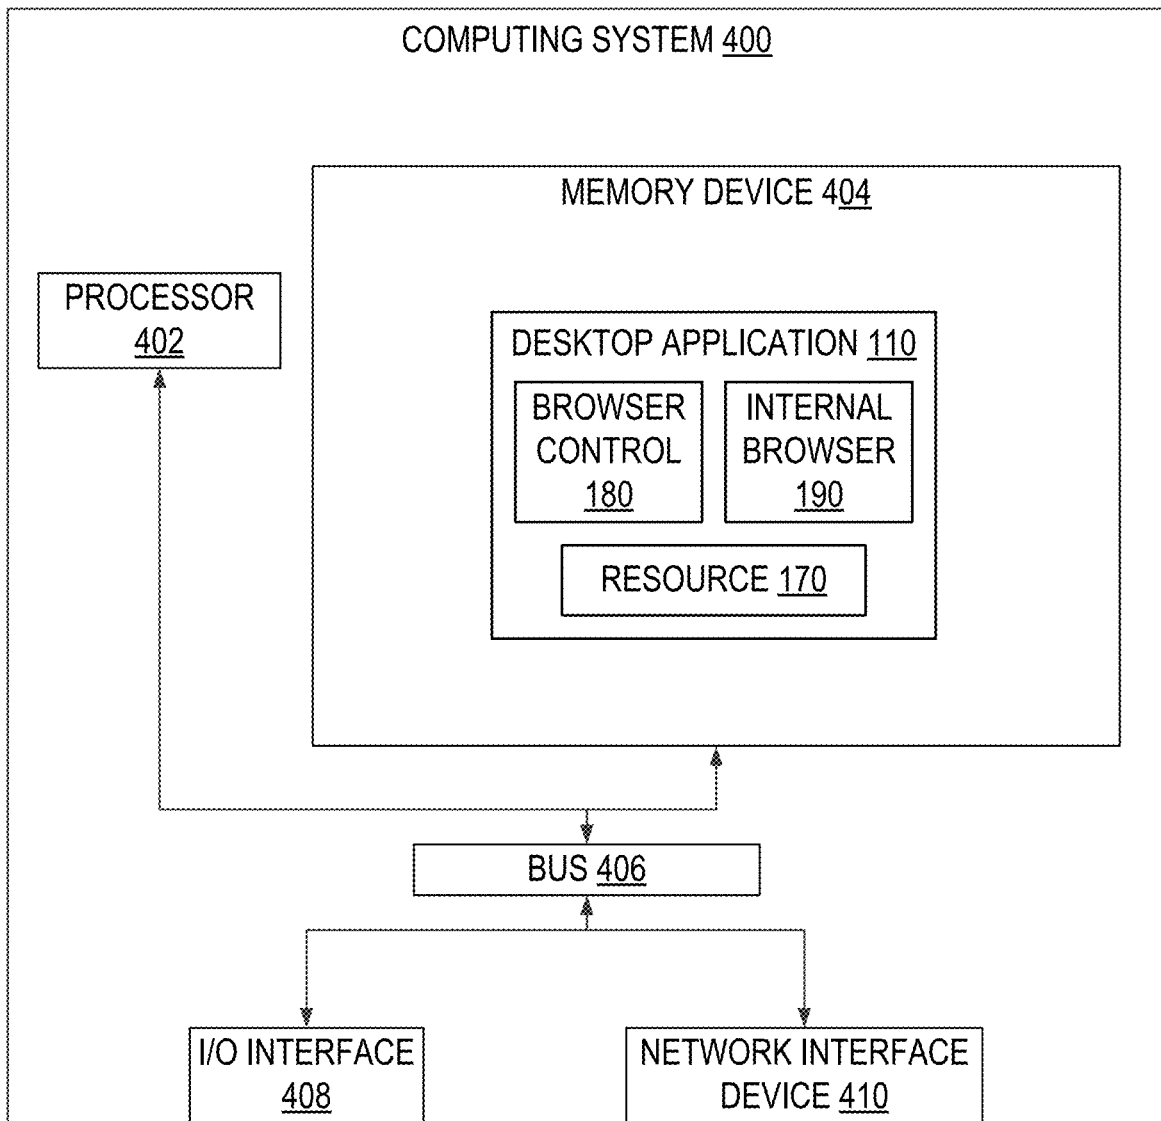 COMPUTING SYSTEM 400
MEMORY DEVICE 404
PROCESSOR
402
DESKTOP APPLICATION 110
BROWSER
CONTROL
180
INTERNAL
BROWSER
190
RESOURCE 170
BUS 406
I/O INTERFACE
408
NETWORK INTERFACE
DEVICE 410